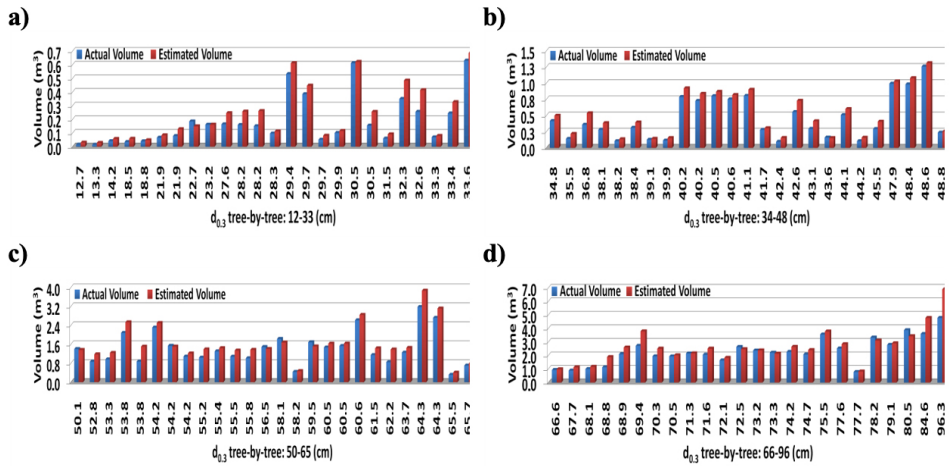 a)
Actual Volume Estimated Volume
Volume (m³)
0.7
0.6
0.5
0.4
0.3
0.2
0.1
0.0
12.7 13.3 14.2 18.5 18.8 21.9 21.9 22.7 23.2 27.6 28.2 28.2 28.3 29.4 29.7 29.7 29.9 30.5 30.5 31.5 32.3 32.6 33.3 33.4 33.6
d0.3 tree-by-tree: 12-33 (cm)
b)
Actual Volume Estimated Volume
Volume (m³)
1.5
1.3
1.0
0.8
0.5
0.3
0.0
34.8 35.5 36.8 38.1 38.2 38.4 39.1 39.9 40.2 40.2 40.5 40.6 41.1 41.7 42.4 42.6 43.1 43.6 44.1 44.2 45.5 47.9 48.4 48.6 48.8
d0.3 tree-by-tree: 34-48 (cm)
c)
Actual Volume Estimated Volume
Volume (m³)
4.0
3.2
2.4
1.6
0.8
0.0
50.1 52.8 53.3 53.8 53.9 54.2 54.2 54.2 55.2 55.4 55.5 55.8 56.5 58.1 58.2 59.2 60.5 60.5 60.6 61.5 62.2 63.7 64.3 64.3 65.5 65.7
d0.3 tree-by-tree: 50-65 (cm)
d)
Actual Volume Estimated Volume
Volume (m³)
7.0
6.0
5.0
4.0
3.0
2.0
1.0
0.0
66.6 67.7 68.1 68.8 68.9 69.4 70.3 70.5 71.3 71.6 72.1 72.5 73.2 73.3 74.2 74.7 75.5 77.6 77.7 78.2 79.1 80.5 84.6 96.3
d0.3 tree-by-tree: 66-96 (cm)